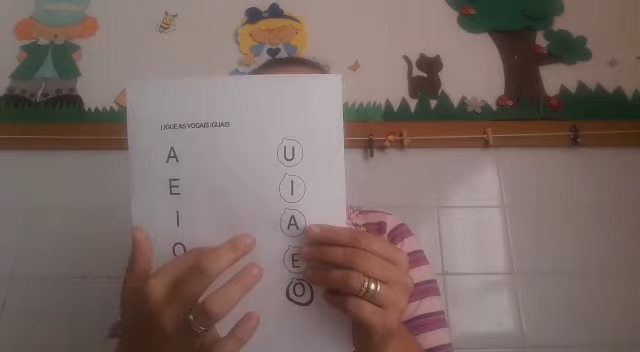 LIGUE AS VOGAIS IGUAIS
A U
E I
I A
O E
O